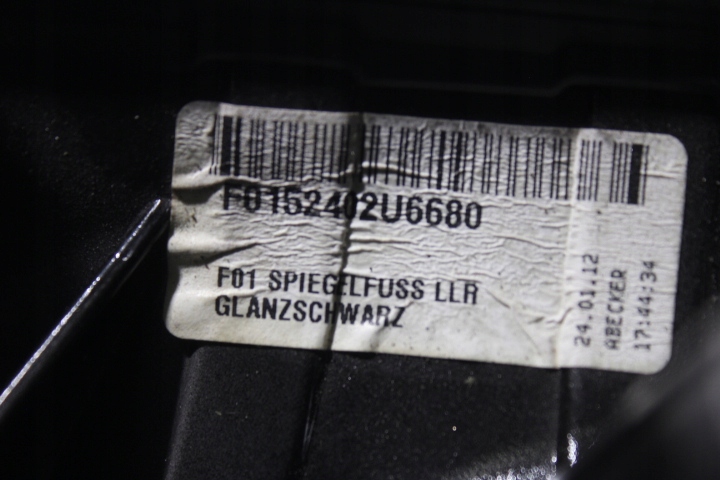 F0152402U6680
F01 SPIEGELFUSS LLR
GLANZSCHWARZ
24.01.12
ABECKER
17:44:34